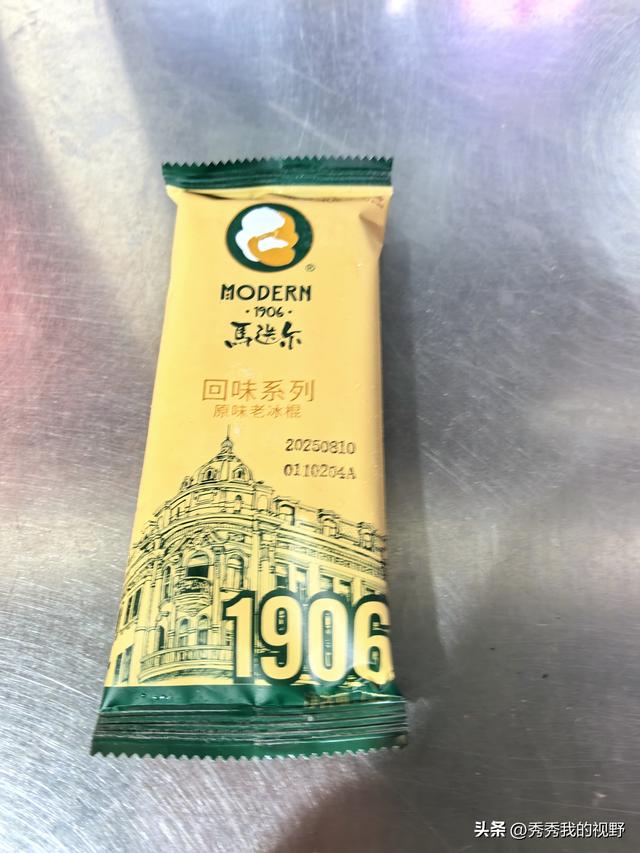 ®
MODERN
·1906·
馬迭尔
回味系列
原味老冰棍
20250810
0110204A
1906
头条 @秀秀我的视野